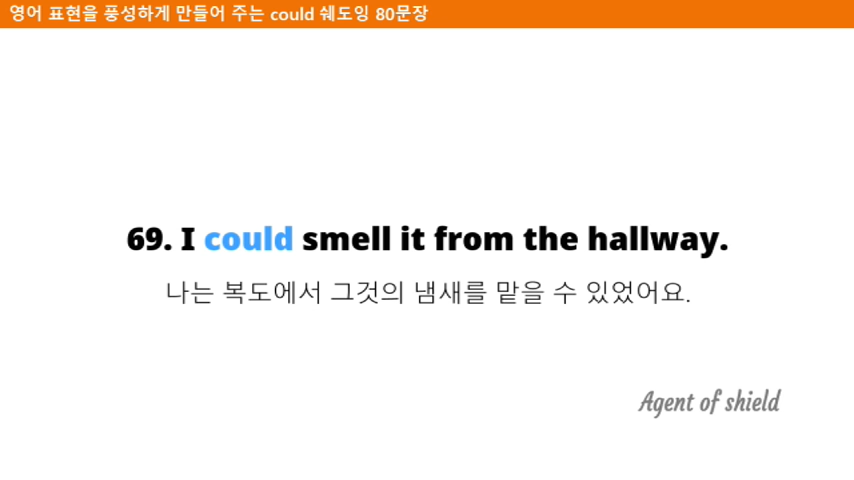 영어 표현을 풍성하게 만들어 주는 could 쉐도잉 80문장
69. I could smell it from the hallway.
나는 복도에서 그것의 냄새를 맡을 수 있었어요.
Agent of shield